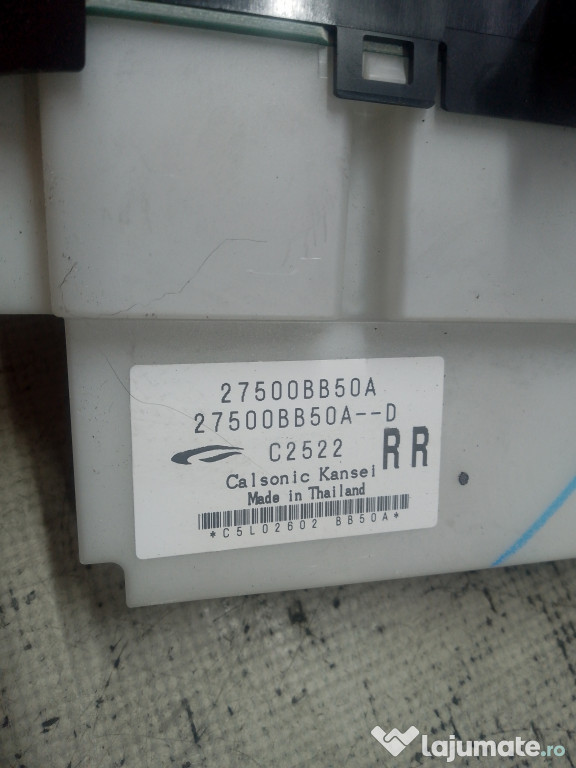 27500BB50A
27500BB50A--D
C2522 RR
Calsonic Kansei
Made in Thailand
*C5L02602 BB50A*
lajumate.ro